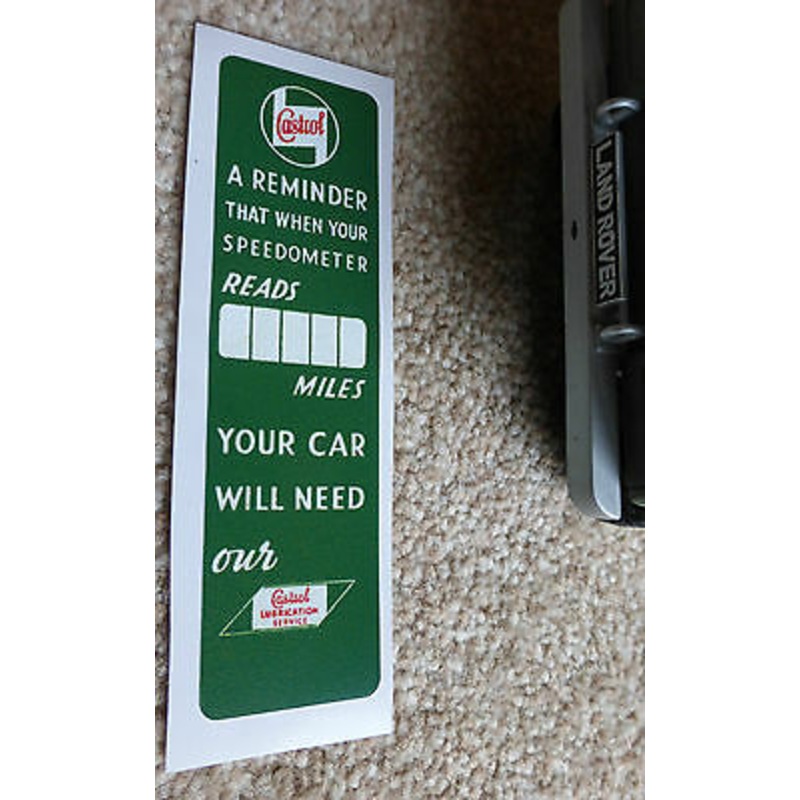 Castrol
A REMINDER
THAT WHEN YOUR
SPEEDOMETER
READS
MILES
YOUR CAR
WILL NEED
our
Castrol
LUBRICATION
SERVICE
LAND ROVER